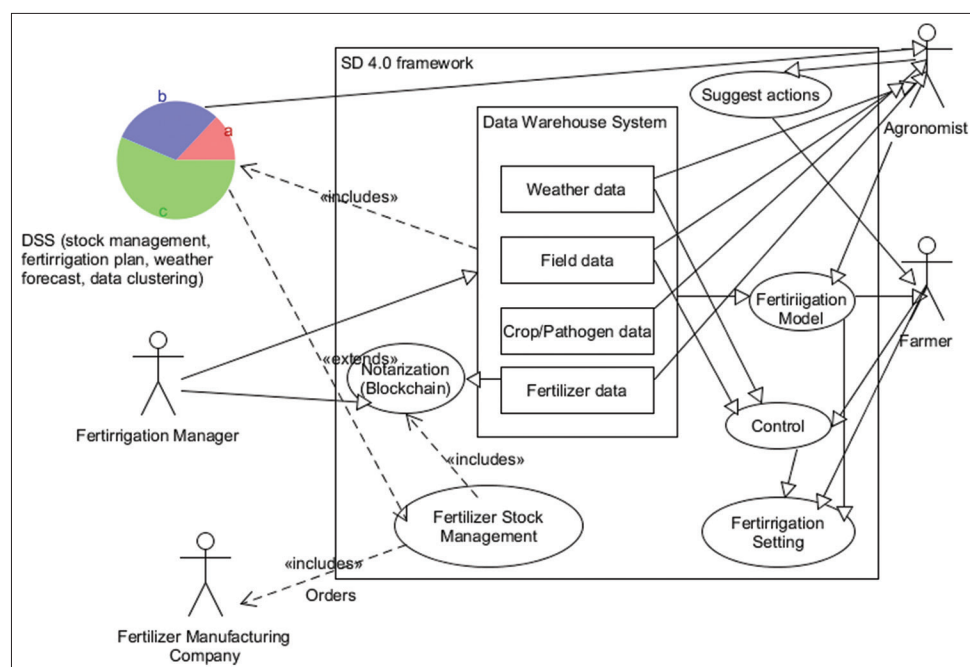 SD 4.0 framework
b
a
c
Suggest actions
Agronomist
Data Warehouse System
Weather data
«includes»
DSS (stock management,
fertirrigation plan, weather
forecast, data clustering)
Field data
Fertiriigation
Model
Farmer
Crop/Pathogen data
«extends»
Notarization
(Blockchain)
Fertilizer data
Fertirrigation Manager
Control
«includes»
Fertilizer Stock
Management
Fertirrigation
Setting
«includes»
Orders
Fertilizer Manufacturing
Company